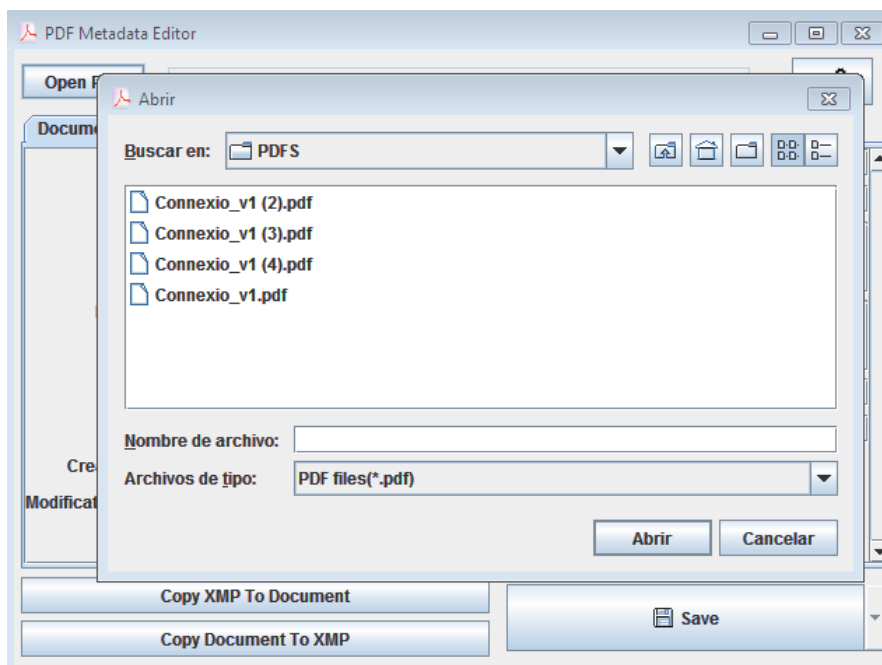 PDF Metadata Editor
Open P
Abrir
Docume
Buscar en: PDFS
Connexio_v1 (2).pdf
Connexio_v1 (3).pdf
Connexio_v1 (4).pdf
Connexio_v1.pdf
Nombre de archivo:
Cre
Archivos de tipo: PDF files(*.pdf)
Modificat
Abrir Cancelar
Copy XMP To Document
Save
Copy Document To XMP